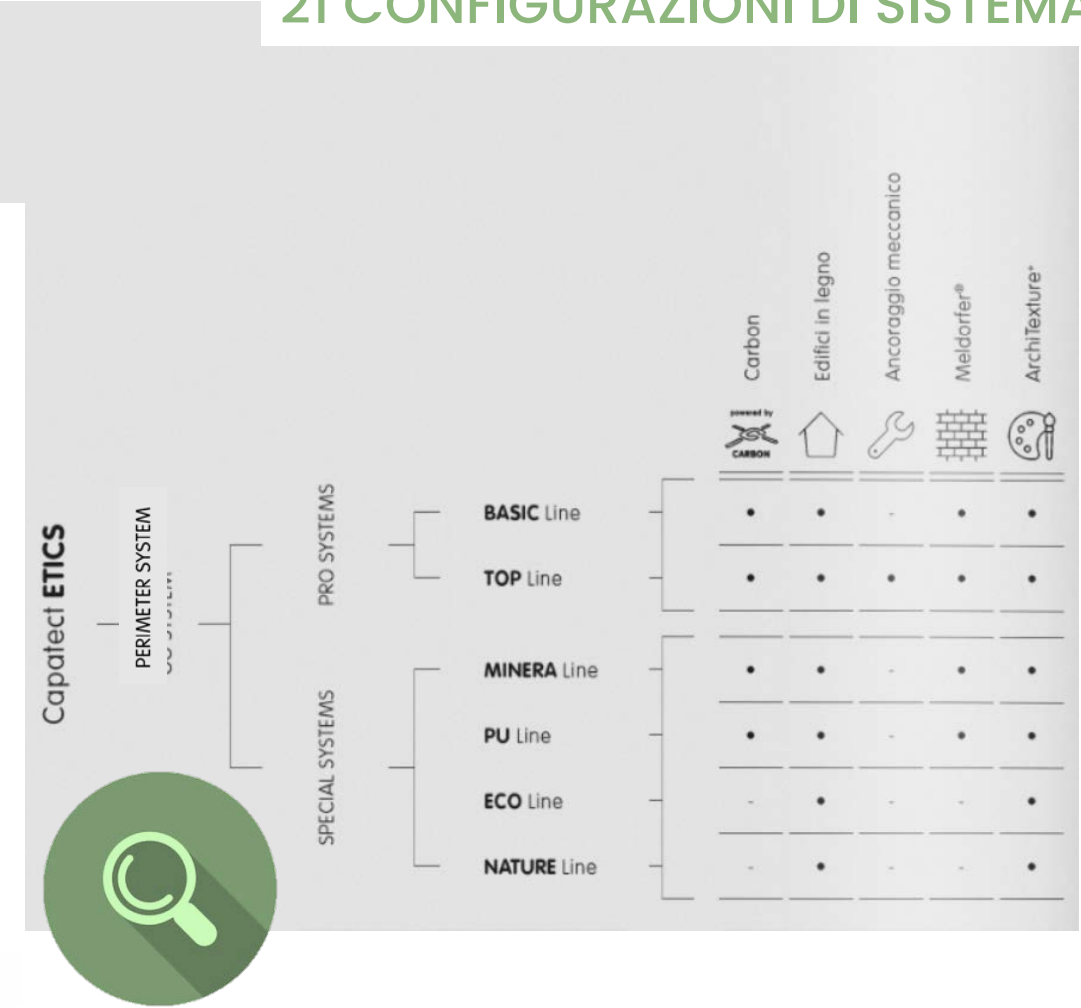 21 CONFIGURAZIONI DI SISTEMA
Capatect ETICS
PERIMETER SYSTEM
PRO SYSTEMS
SPECIAL SYSTEMS
Carbon
Edifici in legno
Ancoraggio meccanico
Meldorfer®
ArchiTexture*
powered by
CARBON
BASIC Line
• • - • •
TOP Line
• • • • •
MINERA Line
• • - • •
PU Line
• • - • •
ECO Line
- • - - •
NATURE Line
- • - - •